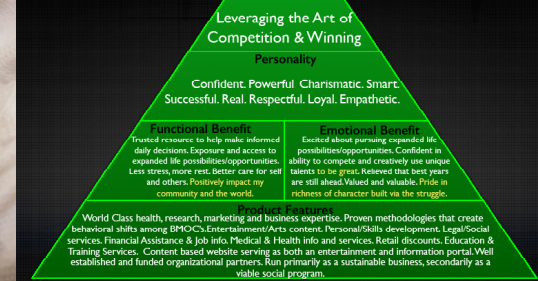 Leveraging the Art of
Competition & Winning
Personality
Confident. Powerful Charismatic. Smart.
Successful. Real. Respectful. Loyal. Empathetic.
Functional Benefit
Trusted resource to help make informed
daily decisions. Exposure and access to
expanded life possibilities/opportunities.
Less stress, more rest. Better care for self
and others. Positively impact my
community and the world.
Emotional Benefit
Excited about pursuing expanded life
possibilities/opportunities. Confident in
ability to compete and creatively use unique
talents to be great. Relieved that best years
are still ahead. Valued and valuable. Pride in
richness of character built via the struggle.
Product Features
World Class health, research, marketing and business expertise. Proven methodologies that create
behavioral shifts among BMOC's. Entertainment/Arts content. Personal/Skills development. Legal/Social
services. Financial Assistance & Job info. Medical & Health info and services. Retail discounts. Education &
Training Services. Content based website serving as both an entertainment and information portal. Well
established and funded organizational partners. Run primarily as a sustainable business, secondarily as a
viable social program.